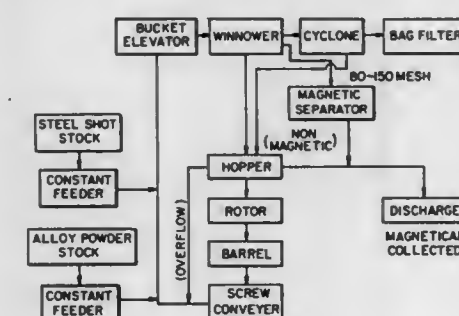 BUCKET
ELEVATOR
WINNOWER
CYCLONE
BAG FILTER
80~150 MESH
MAGNETIC
SEPARATOR
STEEL SHOT
STOCK
NON
(MAGNETIC)
HOPPER
CONSTANT
FEEDER
ROTOR
DISCHARGE
(OVERFLOW)
ALLOY POWDER
STOCK
BARREL
MAGNETICAL
COLLECTED
CONSTANT
FEEDER
SCREW
CONVEYER